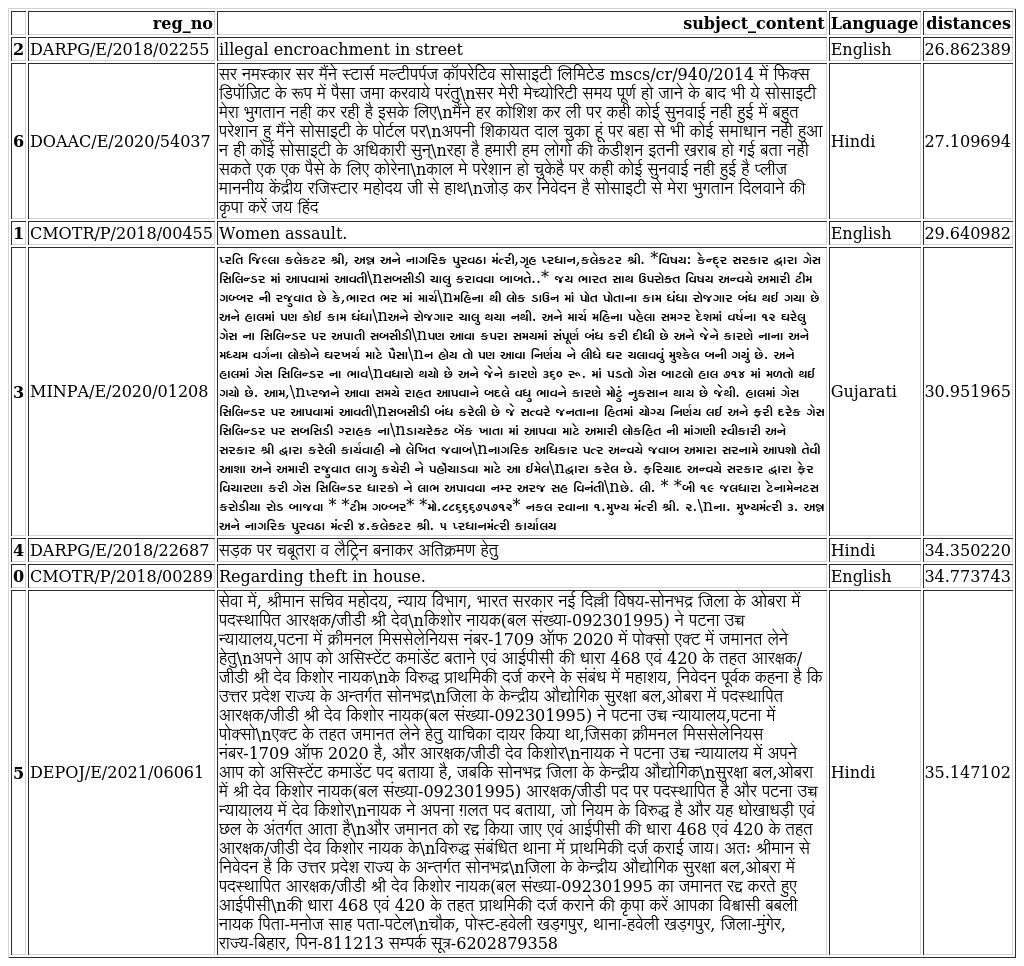 reg_no subject_content Language distances
2 DARPG/E/2018/02255 illegal encroachment in street English 26.862389
सर नमस्कार सर मैंने स्टार्स मल्टीपर्पज कॉपरेटिव सोसाइटी लिमिटेड mscs/cr/940/2014 में फिक्स
डिपॉजिट के रूप में पैसा जमा करवाये परंतु\nसर मेरी मेच्योरिटी समय पूर्ण हो जाने के बाद भी ये सोसाइटी
मेरा भुगतान नही कर रही है इसके लिए\nमैंने हर कोशिश कर ली पर कही कोई सुनवाई नही हुई में बहुत
परेशान हु मैंने सोसाइटी के पोर्टल पर\nअपनी शिकायत दाल चुका हूं पर बहा से भी कोई समाधान नही हुआ
6 DOAAC/E/2020/54037 न ही कोई सोसाइटी के अधिकारी सुन्\nरहा है हमारी हम लोगो की कंडीशन इतनी खराब हो गई बता नही Hindi 27.109694
सकते एक एक पैसे के लिए कोरेना\nकाल मे परेशान हो चुकेहै पर कही कोई सुनवाई नही हुई है प्लीज
माननीय केंद्रीय रजिस्टार महोदय जी से हाथ\nजोड़ कर निवेदन है सोसाइटी से मेरा भुगतान दिलवाने की
कृपा करें जय हिंद
1 CMOTR/P/2018/00455 Women assault. English 29.640982
પ્રતિ જિલ્લા કલેકટર શ્રી, અન્ન અને નાગરિક પુરવઠા મંત્રી,ગૃહ પ્રધાન,કલેકટર શ્રી. *વિષય: કેન્દ્ર સરકાર દ્વારા ગેસ
સિલિન્ડર માં આપવામાં આવતી\nસબસીડી ચાલુ કરાવવા બાબતે..* જય ભારત સાથ ઉપરોક્ત વિષય અન્વયે અમારી ટીમ
ગબ્બર ની રજુવાત છે કે,ભારત ભર માં માર્ચ\nમહિના થી લોક ડાઉન માં પોત પોતાના કામ ધંધા રોજગાર બંધ થઈ ગયા છે
અને હાલમાં પણ કોઈ કામ ધંધા\nઅને રોજગાર ચાલુ થયા નથી. અને માર્ચ મહિના પહેલા સમગ્ર દેશમાં વર્ષના ૧૨ ઘરેલુ
ગેસ ના સિલિન્ડર પર અપાતી સબસીડી\nપણ આવા કપરા સમયમાં સંપૂર્ણ બંધ કરી દીધી છે અને જેને કારણે નાના અને
મધ્યમ વર્ગના લોકોને ઘરખર્ચ માટે પૈસા\nન હોય તો પણ આવા નિર્ણય ને લીધે ઘર ચલાવવું મુશ્કેલ બની ગયું છે. અને
હાલમાં ગેસ સિલિન્ડર ના ભાવ\nવધારો થયો છે અને જેને કારણે ૩૬૦ રૂ. માં પડતો ગેસ બાટલો હાલ ૭૧૪ માં મળતો થઈ
3 MINPA/E/2020/01208 ગયો છે. આમ,\nપ્રજાને આવા સમયે રાહત આપવાને બદલે વધુ ભાવને કારણે મોટું નુકસાન થાય છે જેથી. હાલમાં ગેસ Gujarati 30.951965
સિલિન્ડર પર આપવામાં આવતી\nસબસીડી બંધ કરેલી છે જે સત્વરે જનતાના હિતમાં યોગ્ય નિર્ણય લઈ અને ફરી દરેક ગેસ
સિલિન્ડર પર સબસિડી ગ્રાહક ના\nડાયરેક્ટ બેંક ખાતા માં આપવા માટે અમારી લોકહિત ની માંગણી સ્વીકારી અને
સરકાર શ્રી દ્વારા કરેલી કાર્યવાહી નો લેખિત જવાબ\nનાગરિક અધિકાર પત્ર અન્વયે જવાબ અમારા સરનામે આપશો તેવી
આશા અને અમારી રજુવાત લાગુ કચેરી ને પહોંચાડવા માટે આ ઈમેલ\nદ્વારા કરેલ છે. ફરિયાદ અન્વયે સરકાર દ્વારા ફેર
વિચારણા કરી ગેસ સિલિન્ડર ધારકો ને લાભ અપાવવા નમ્ર અરજ સહ વિનંતી\nછે. લી. * *બી ૧૯ જલધારા ટેનામેનટસ
કરોડીયા રોડ બાજવા * *ટીમ ગબ્બર* *મો.૮૮૬૬૬૭૫૭૧૨* નકલ રવાના ૧.મુખ્ય મંત્રી શ્રી. ૨.\nના. મુખ્યમંત્રી ૩. અન્ન
અને નાગરિક પુરવઠા મંત્રી ૪.કલેકટર શ્રી. ૫ પ્રધાનમંત્રી કાર્યાલય
4 DARPG/E/2018/22687 सड़क पर चबूतरा व लैट्रिन बनाकर अतिक्रमण हेतु Hindi 34.350220
0 CMOTR/P/2018/00289 Regarding theft in house. English 34.773743
सेवा में, श्रीमान सचिव महोदय, न्याय विभाग, भारत सरकार नई दिल्ली विषय-सोनभद्र जिला के ओबरा में
पदस्थापित आरक्षक/जीडी श्री देव\nकिशोर नायक(बल संख्या-092301995) ने पटना उच्च
न्यायालय,पटना में क्रीमनल मिससेलेनियस नंबर-1709 ऑफ 2020 में पोक्सो एक्ट में जमानत लेने
हेतु\nअपने आप को असिस्टेंट कमांडेंट बताने एवं आईपीसी की धारा 468 एवं 420 के तहत आरक्षक/
जीडी श्री देव किशोर नायक\nके विरुद्ध प्राथमिकी दर्ज करने के संबंध में महाशय, निवेदन पूर्वक कहना है कि
उत्तर प्रदेश राज्य के अन्तर्गत सोनभद्र\nजिला के केन्द्रीय औद्योगिक सुरक्षा बल,ओबरा में पदस्थापित
आरक्षक/जीडी श्री देव किशोर नायक(बल संख्या-092301995) ने पटना उच्च न्यायालय,पटना में
पोक्सो\nएक्ट के तहत जमानत लेने हेतु याचिका दायर किया था,जिसका क्रीमनल मिससेलेनियस
नंबर-1709 ऑफ 2020 है, और आरक्षक/जीडी देव किशोर\nनायक ने पटना उच्च न्यायालय में अपने
5 DEPOJ/E/2021/06061 आप को असिस्टेंट कमाडेंट पद बताया है, जबकि सोनभद्र जिला के केन्द्रीय औद्योगिक\nसुरक्षा बल,ओबरा Hindi 35.147102
में श्री देव किशोर नायक(बल संख्या-092301995) आरक्षक/जीडी पद पर पदस्थापित है और पटना उच्च
न्यायालय में देव किशोर\nनायक ने अपना ग़लत पद बताया, जो नियम के विरुद्ध है और यह धोखाधड़ी एवं
छल के अंतर्गत आता है\nऔर जमानत को रद्द किया जाए एवं आईपीसी की धारा 468 एवं 420 के तहत
आरक्षक/जीडी देव किशोर नायक के\nविरुद्ध संबंधित थाना में प्राथमिकी दर्ज कराई जाय। अतः श्रीमान से
निवेदन है कि उत्तर प्रदेश राज्य के अन्तर्गत सोनभद्र\nजिला के केन्द्रीय औद्योगिक सुरक्षा बल,ओबरा में
पदस्थापित आरक्षक/जीडी श्री देव किशोर नायक(बल संख्या-092301995 का जमानत रद्द करते हुए
आईपीसी\nकी धारा 468 एवं 420 के तहत प्राथमिकी दर्ज कराने की कृपा करें आपका विश्वासी बबली
नायक पिता-मनोज साह पता-पटेल\nचौक, पोस्ट-हवेली खड़गपुर, थाना-हवेली खड़गपुर, जिला-मुंगेर,
राज्य-बिहार, पिन-811213 सम्पर्क सूत्र-6202879358